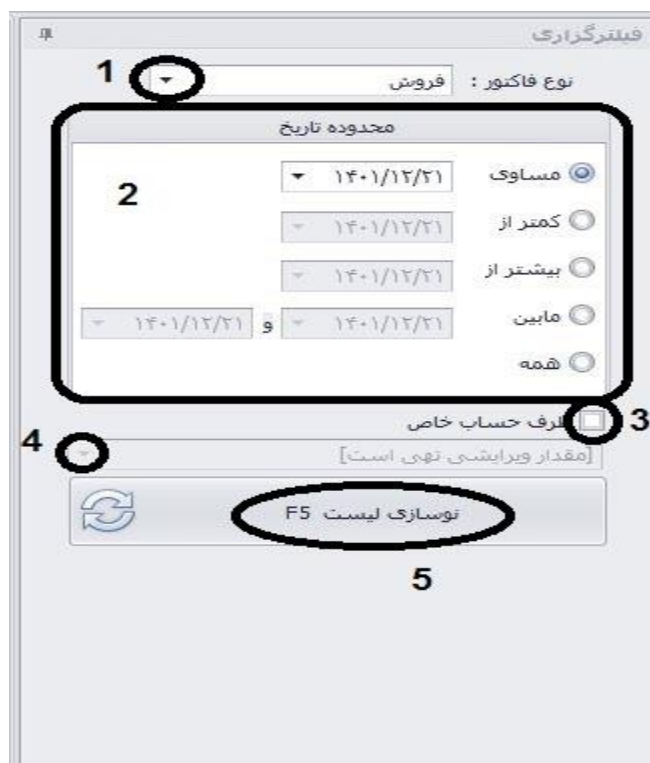 فیلترگزاری
نوع فاکتور : فروش 1
محدوده تاریخ
2
مساوی ۱۴۰۱/۱۲/۲۱
کمتر از ۱۴۰۱/۱۲/۲۱
بیشتر از ۱۴۰۱/۱۲/۲۱
مابین ۱۴۰۱/۱۲/۲۱ و ۱۴۰۱/۱۲/۲۱
همه
3 طرف حساب خاص
[مقدار ویرایشی تهی است] 4
نوسازی لیست F5
5